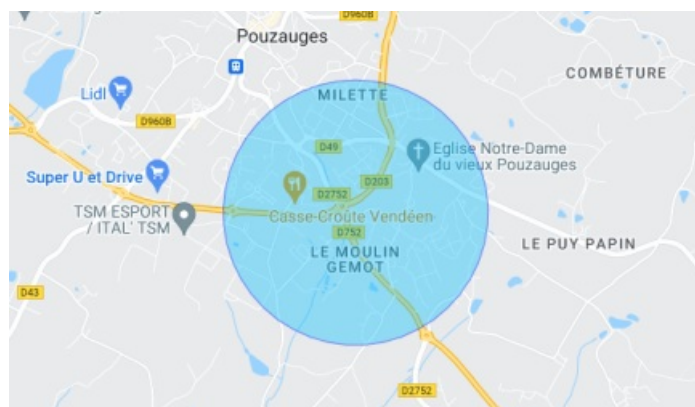 D960B
Pouzauges
COMBÉTURE
Lidl
MILETTE
D960B
D49
Eglise Notre-Dame
du vieux Pouzauges
Super U et Drive
D2752
D203
TSM ESPORT
/ ITAL' TSM
Casse-Croûte Vendéen
D752
LE MOULIN
GEMOT
LE PUY PAPIN
D43
D2752